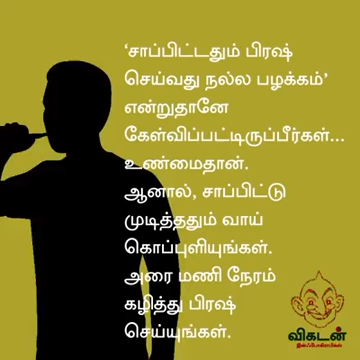 ‘சாப்பிட்டதும் பிரஷ்
செய்வது நல்ல பழக்கம்’
என்றுதானே
கேள்விப்பட்டிருப்பீர்கள்...
உண்மைதான்.
ஆனால், சாப்பிட்டு
முடித்ததும் வாய்
கொப்புளியுங்கள்.
அரை மணி நேரம்
கழித்து பிரஷ்
செய்யுங்கள்.
விகடன்